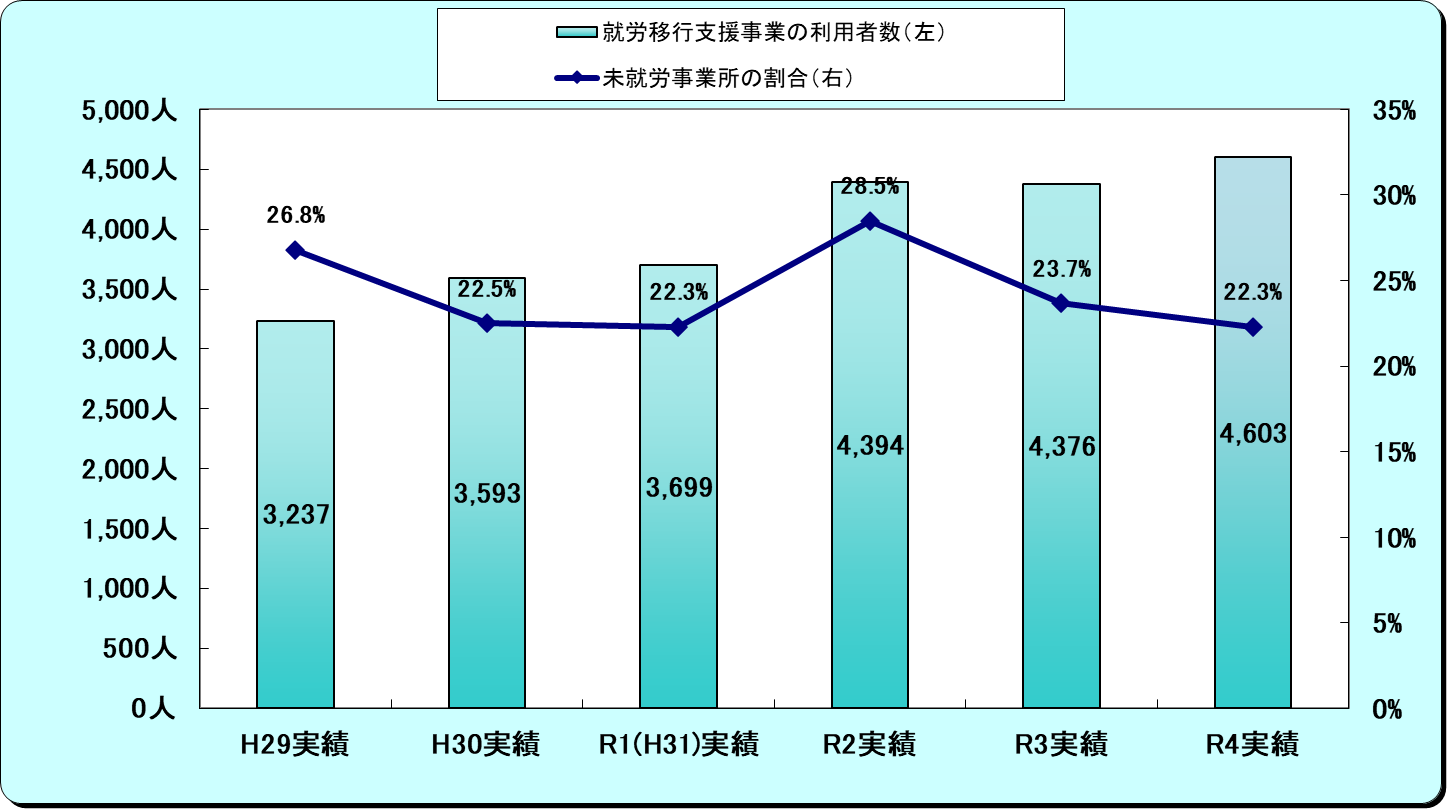 就労移行支援事業の利用者数（左）
未就労事業所の割合（右）
5,000人
4,500人
4,000人
3,500人
3,000人
2,500人
2,000人
1,500人
1,000人
500人
0人
35%
30%
25%
20%
15%
10%
5%
0%
26.8%
22.5%
22.3%
28.5%
23.7%
22.3%
3,237
3,593
3,699
4,394
4,376
4,603
H29実績
H30実績
R1(H31)実績
R2実績
R3実績
R4実績